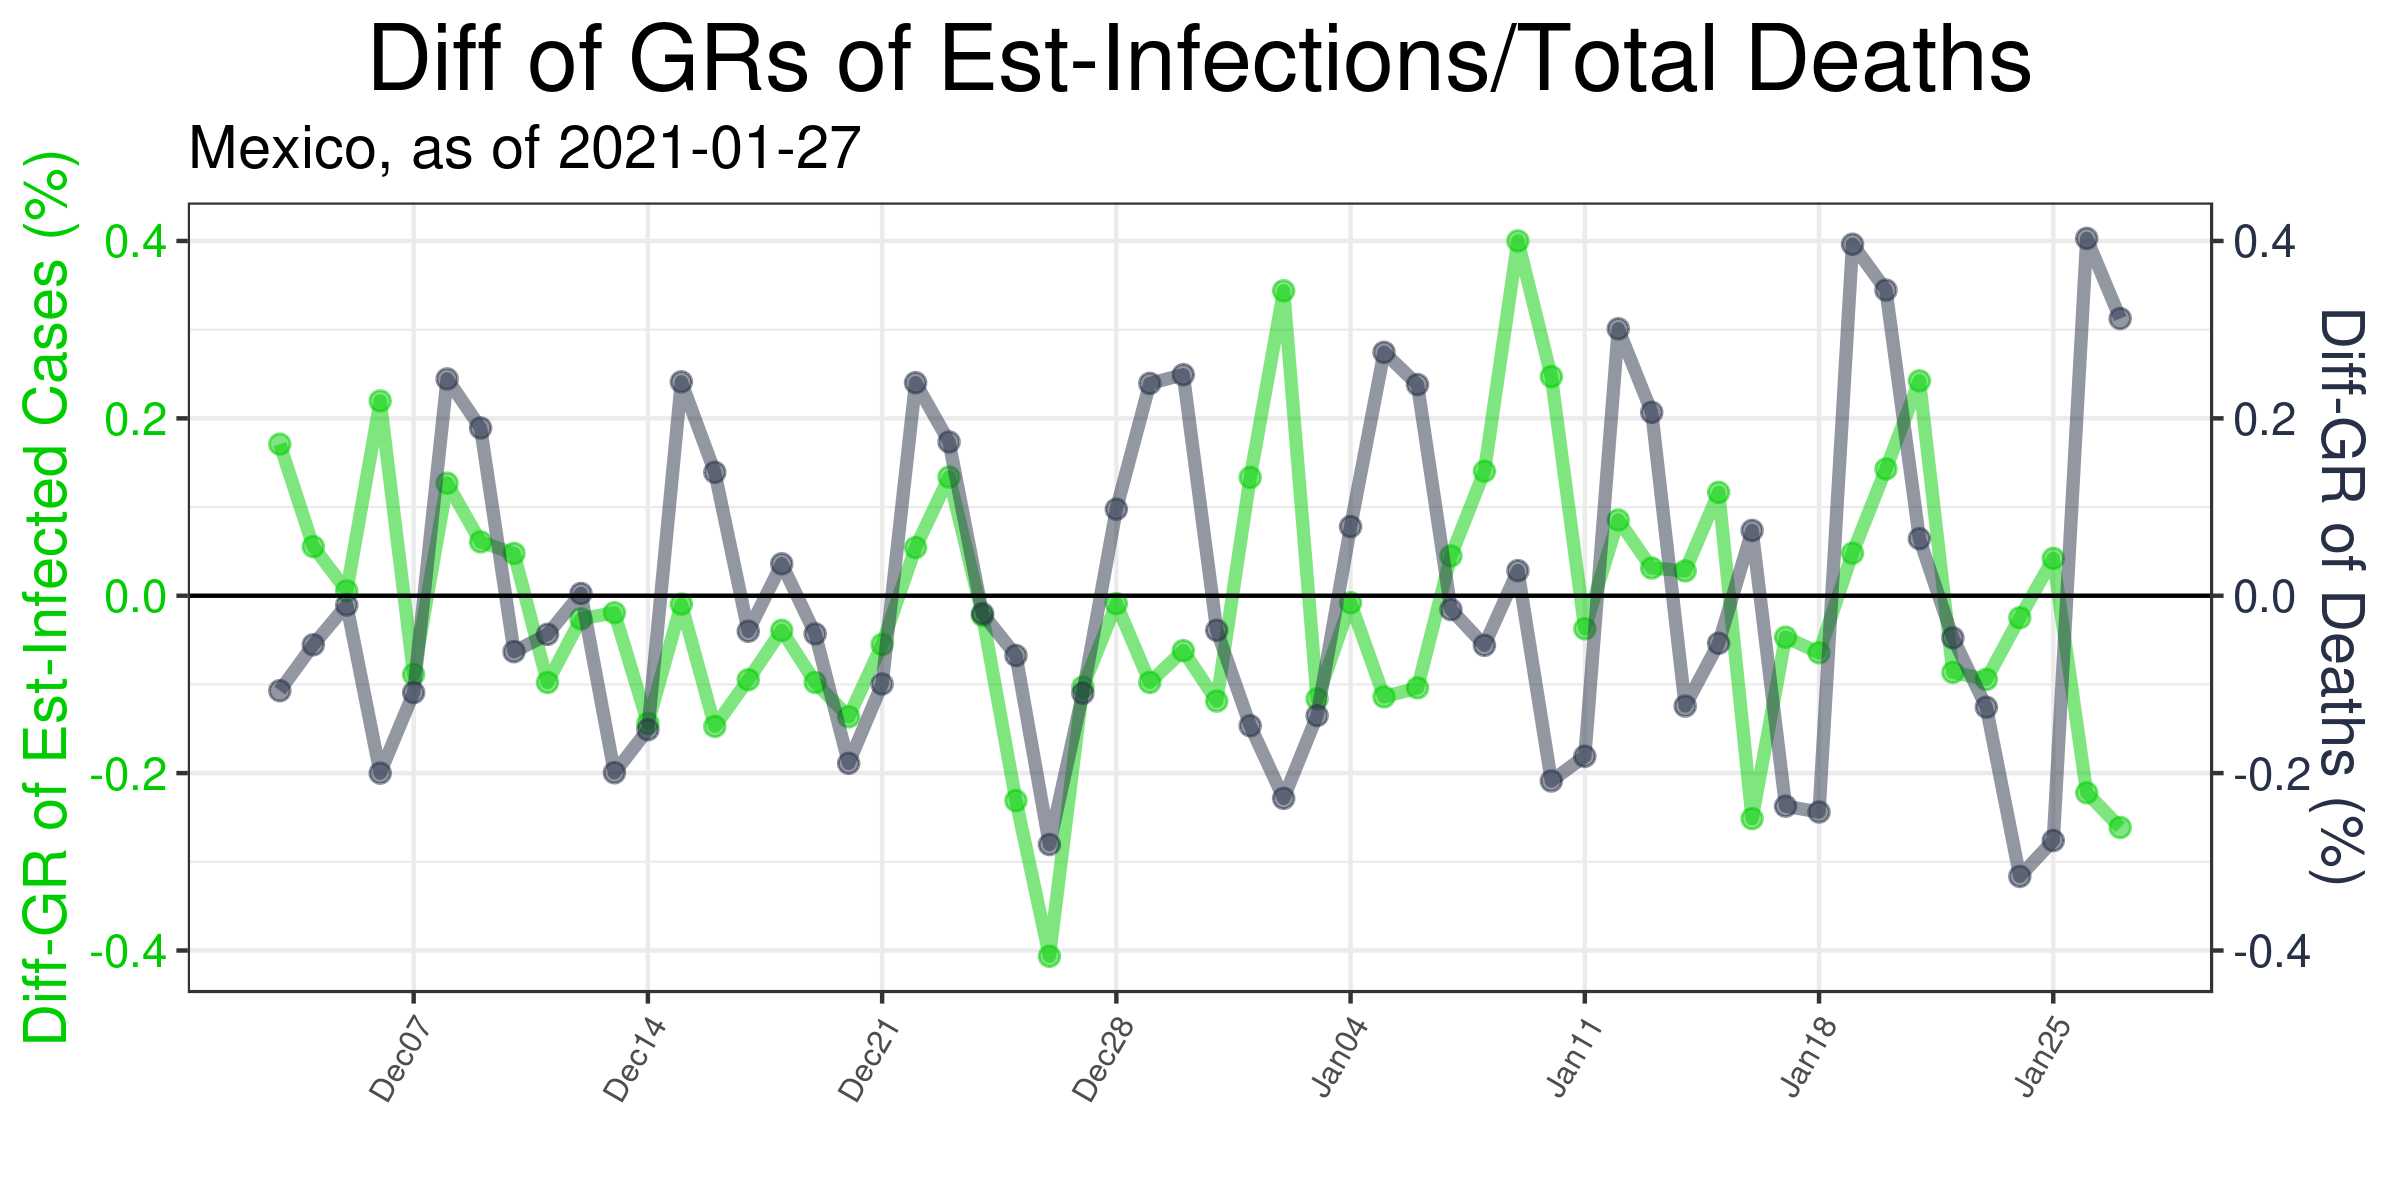 Diff of GRs of Est-Infections/Total Deaths
Mexico, as of 2021-01-27
Diff-GR of Est-Infected Cases (%)
0.4
0.2
0.0
-0.2
-0.4
0.4
0.2
0.0
-0.2
-0.4
Diff-GR of Deaths (%)
Dec07
Dec14
Dec21
Dec28
Jan04
Jan11
Jan18
Jan25